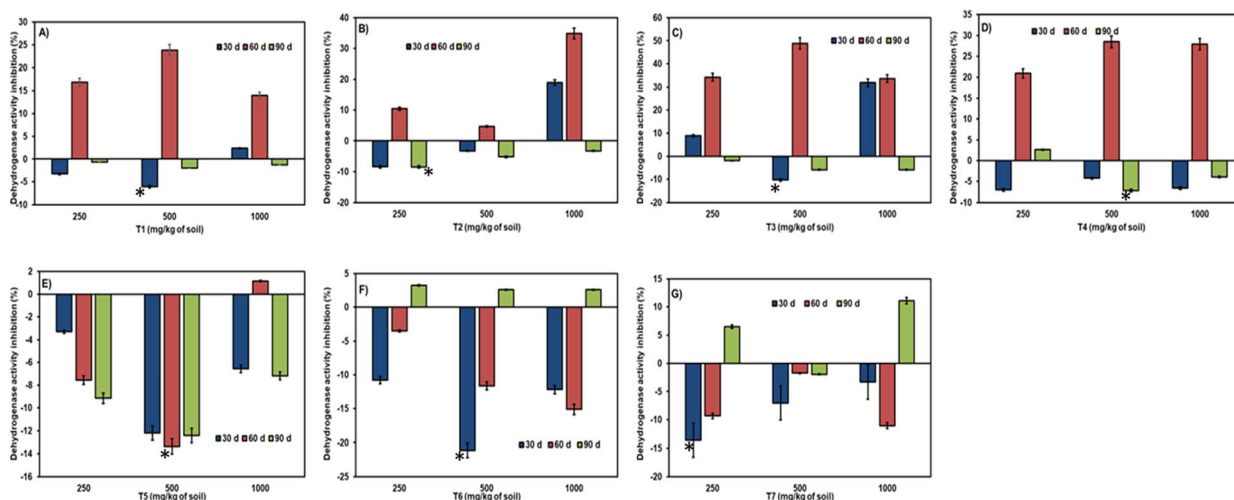 A)
30 d 60 d 90 d
Dehydrogenase activity inhibition (%)
30
25
20
15
10
5
0
-5
-10
250 500 1000
T1 (mg/kg of soil)
B)
30 d 60 d 90 d
Dehydrogenase activity inhibition (%)
40
30
20
10
0
-10
-20
250 500 1000
T2 (mg/kg of soil)
C)
30 d 60 d 90 d
Dehydrogenase activity inhibition (%)
60
50
40
30
20
10
0
-10
-20
250 500 1000
T3 (mg/kg of soil)
D)
30 d 60 d 90 d
Dehydrogenase activity inhibition (%)
35
30
25
20
15
10
5
0
-5
-10
250 500 1000
T4 (mg/kg of soil)
E)
Dehydrogenase activity inhibition (%)
2
0
-2
-4
-6
-8
-10
-12
-14
-16
30 d 60 d 90 d
250 500 1000
T5 (mg/kg of soil)
F)
Dehydrogenase activity inhibition (%)
5
0
-5
-10
-15
-20
-25
30 d 60 d 90 d
250 500 1000
T6 (mg/kg of soil)
G)
30 d 60 d 90 d
Dehydrogenase activity inhibition (%)
15
10
5
0
-5
-10
-15
-20
250 500 1000
T7 (mg/kg of soil)